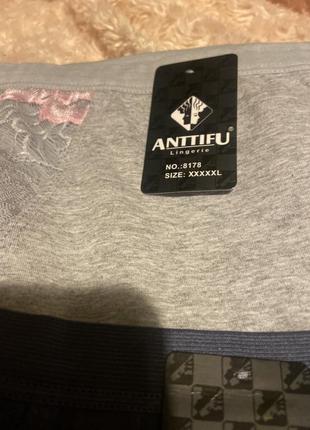 ANTTIFU®
Lingerie
NO.:8178
SIZE: XXXXXL